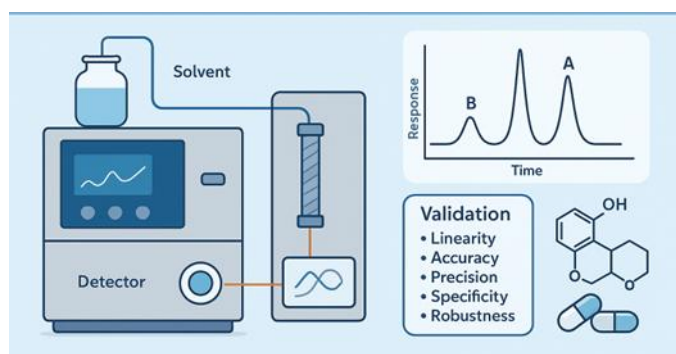 Solvent
Detector
Response
B
A
Time
Validation
• Linearity
• Accuracy
• Precision
• Specificity
• Robustness
OH
O
O